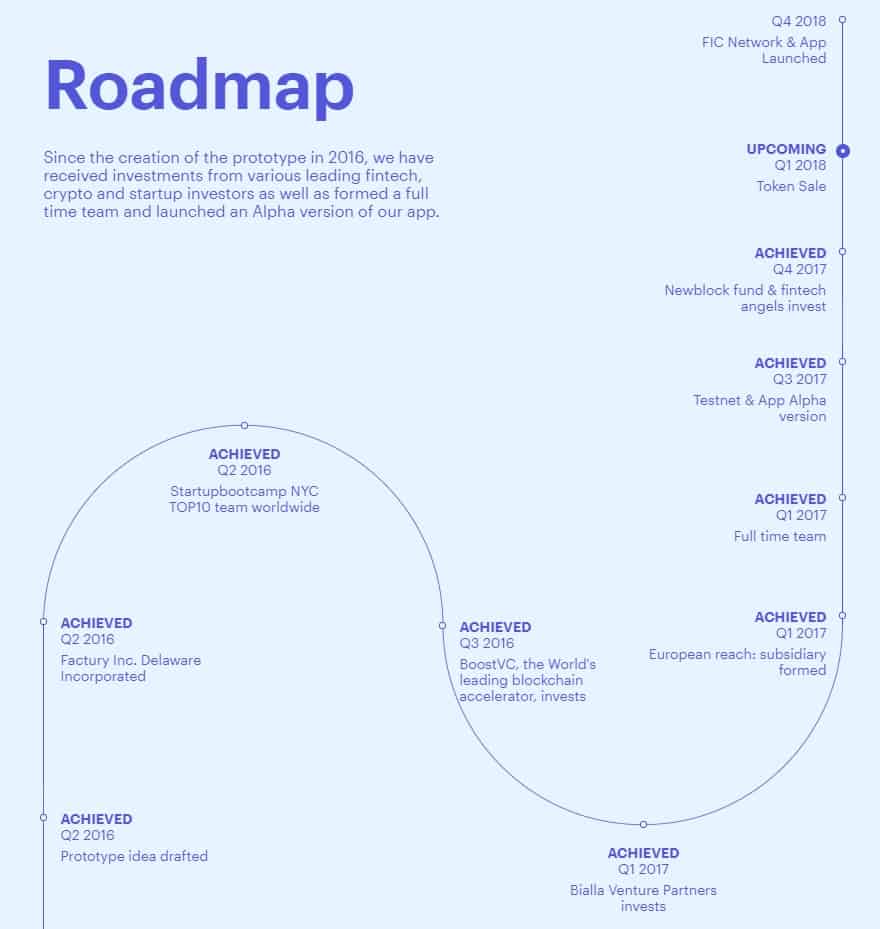 Roadmap
Since the creation of the prototype in 2016, we have
received investments from various leading fintech,
crypto and startup investors as well as formed a full
time team and launched an Alpha version of our app.
Q4 2018
FIC Network & App
Launched
UPCOMING
Q1 2018
Token Sale
ACHIEVED
Q4 2017
Newblock fund & fintech
angels invest
ACHIEVED
Q3 2017
Testnet & App Alpha
version
ACHIEVED
Q1 2017
Full time team
ACHIEVED
Q1 2017
European reach: subsidiary
formed
ACHIEVED
Q2 2016
Startupbootcamp NYC
TOP10 team worldwide
ACHIEVED
Q2 2016
Factury Inc. Delaware
Incorporated
ACHIEVED
Q3 2016
BoostVC, the World's
leading blockchain
accelerator, invests
ACHIEVED
Q2 2016
Prototype idea drafted
ACHIEVED
Q1 2017
Bialla Venture Partners
invests